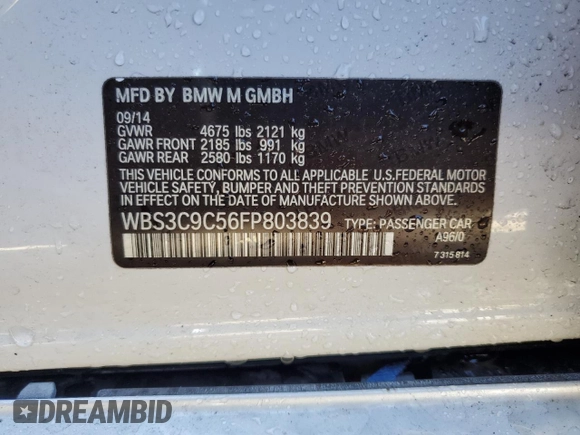 MFD BY BMW M GMBH
09/14
GVWR 4675 lbs 2121 kg
GAWR FRONT 2185 lbs 991 kg
GAWR REAR 2580 lbs 1170 kg
THIS VEHICLE CONFORMS TO ALL APPLICABLE U.S.FEDERAL MOTOR
VEHICLE SAFETY, BUMPER AND THEFT PREVENTION STANDARDS
IN EFFECT ON THE DATE OF MANUFACTURE SHOWN ABOVE.
WBS3C9C56FP803839 TYPE: PASSENGER CAR
A96/0
7 315 814
DREAMBID